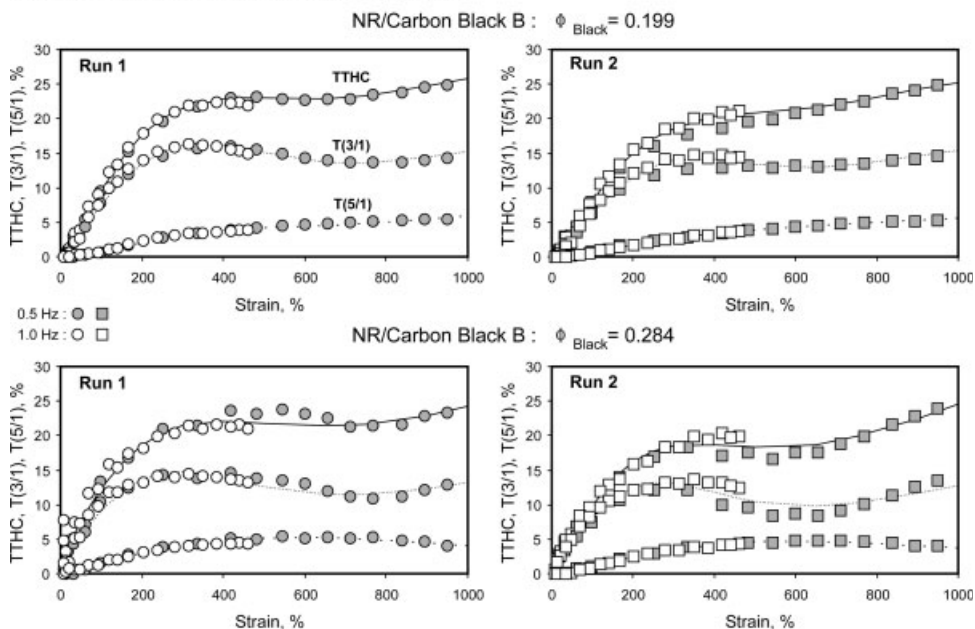 NR/Carbon Black B : ϕ Black = 0.199
TTHC, T(3/1), T(5/1), %
30
25
20
15
10
5
0
Run 1
TTHC
T(3/1)
T(5/1)
0 200 400 600 800 1000
Strain, %
TTHC, T(3/1), T(5/1), %
30
25
20
15
10
5
0
Run 2
0 200 400 600 800 1000
Strain, %
0.5 Hz :
1.0 Hz :
NR/Carbon Black B : ϕ Black = 0.284
TTHC, T(3/1), T(5/1), %
30
25
20
15
10
5
0
Run 1
0 200 400 600 800 1000
Strain, %
TTHC, T(3/1), T(5/1), %
30
25
20
15
10
5
0
Run 2
0 200 400 600 800 1000
Strain, %